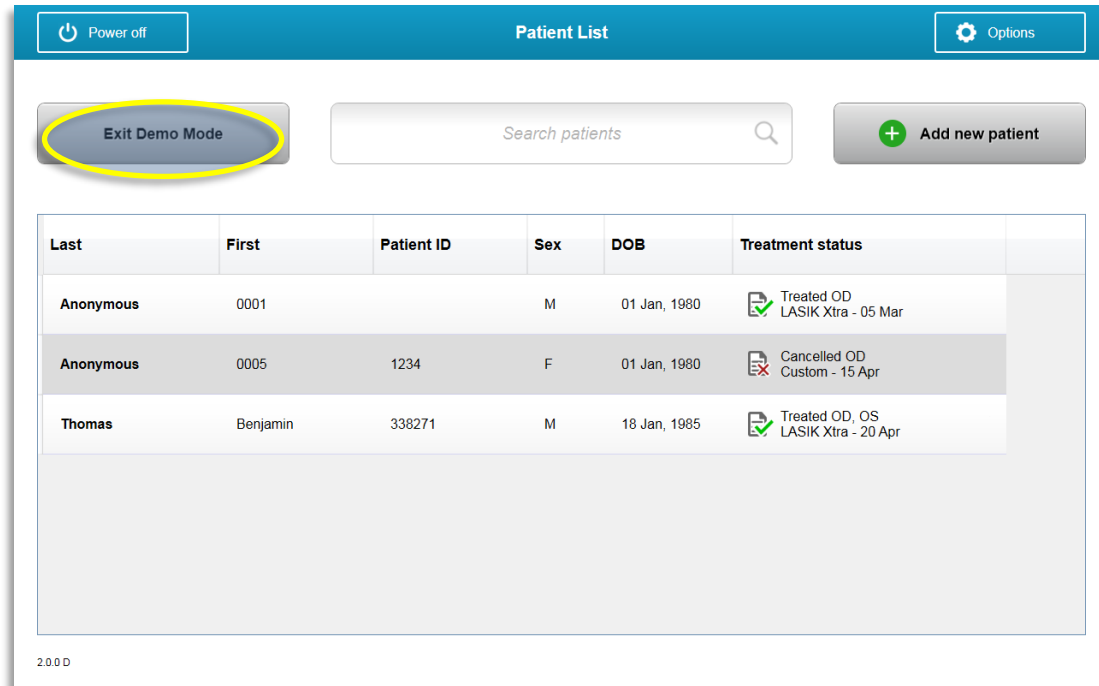 Power off
Patient List
Options
Exit Demo Mode
Search patients
Add new patient
Last First Patient ID Sex DOB Treatment status
Anonymous 0001 M 01 Jan, 1980 Treated OD
LASIK Xtra - 05 Mar
Anonymous 0005 1234 F 01 Jan, 1980 Cancelled OD
Custom - 15 Apr
Thomas Benjamin 338271 M 18 Jan, 1985 Treated OD, OS
LASIK Xtra - 20 Apr
2.0.0 D